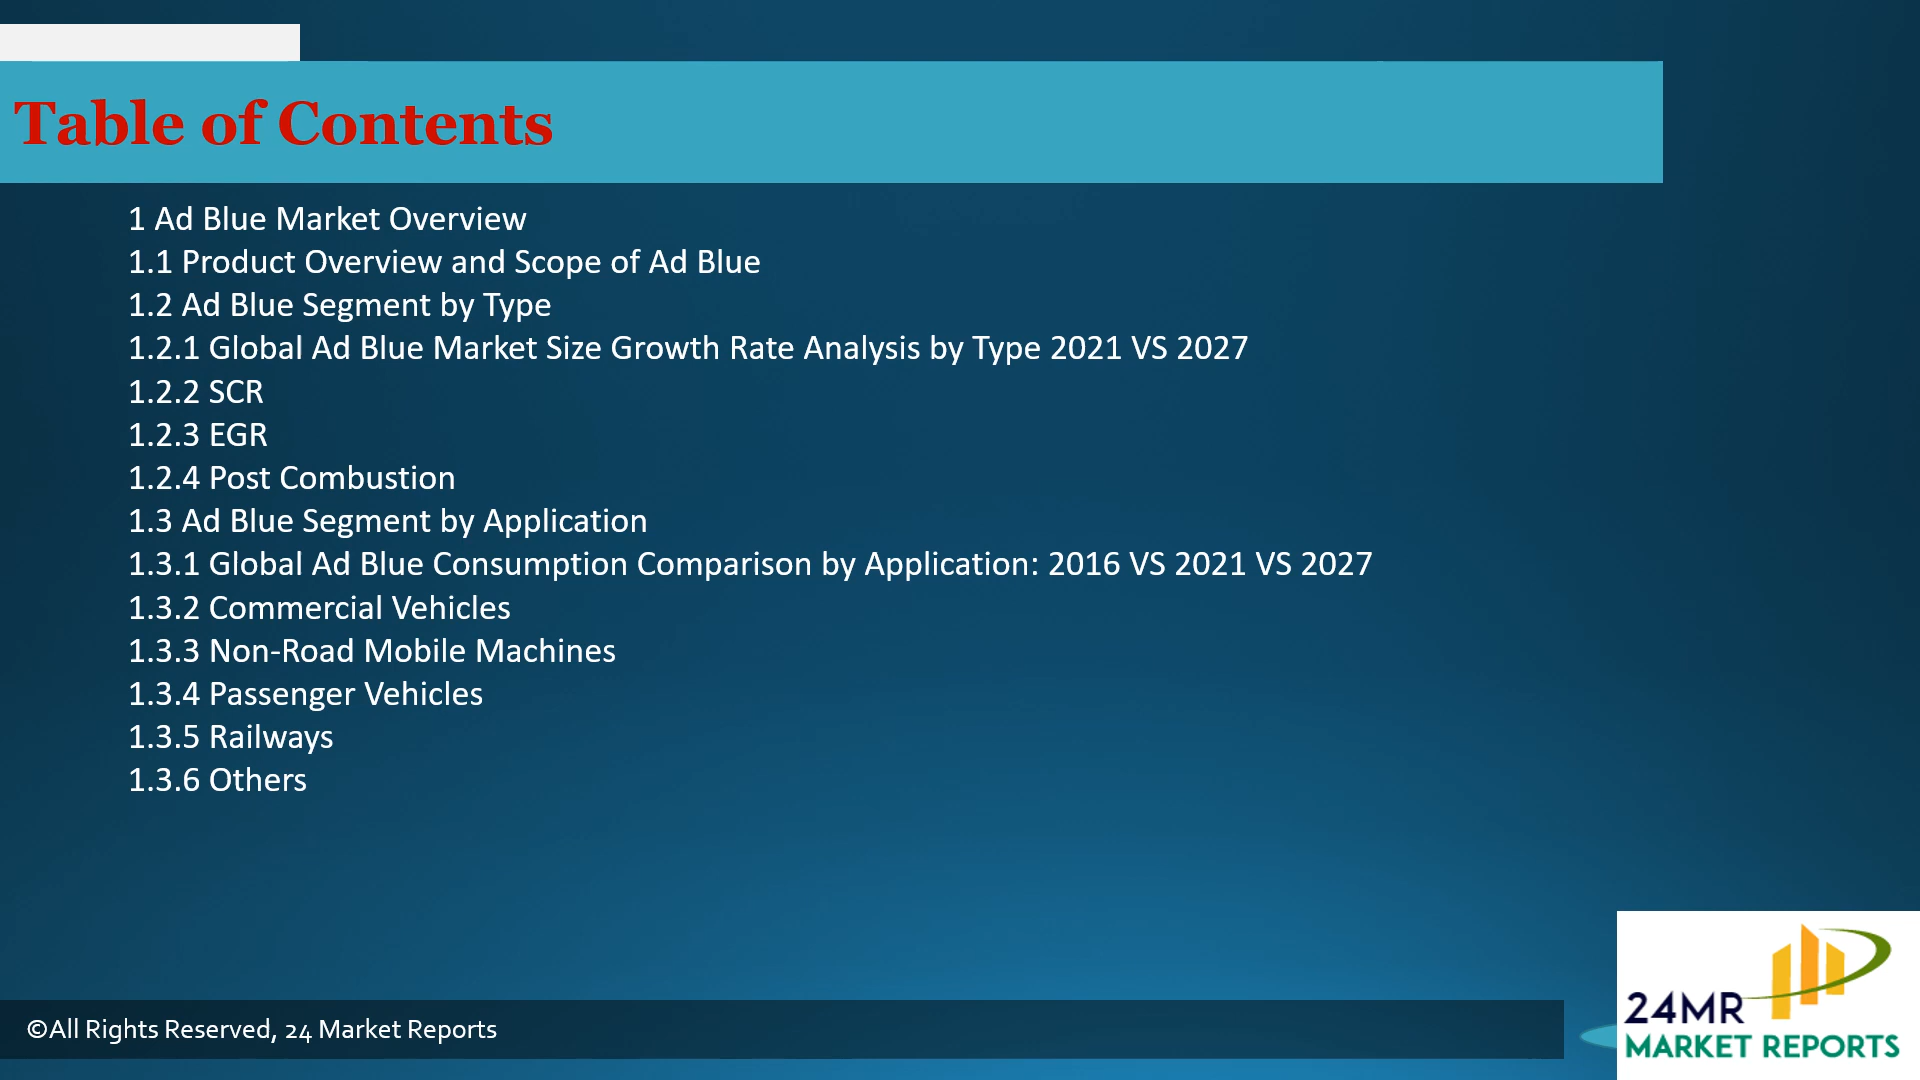 Table of Contents
1 Ad Blue Market Overview
1.1 Product Overview and Scope of Ad Blue
1.2 Ad Blue Segment by Type
1.2.1 Global Ad Blue Market Size Growth Rate Analysis by Type 2021 VS 2027
1.2.2 SCR
1.2.3 EGR
1.2.4 Post Combustion
1.3 Ad Blue Segment by Application
1.3.1 Global Ad Blue Consumption Comparison by Application: 2016 VS 2021 VS 2027
1.3.2 Commercial Vehicles
1.3.3 Non-Road Mobile Machines
1.3.4 Passenger Vehicles
1.3.5 Railways
1.3.6 Others
©All Rights Reserved, 24 Market Reports
24MR
MARKET REPORTS